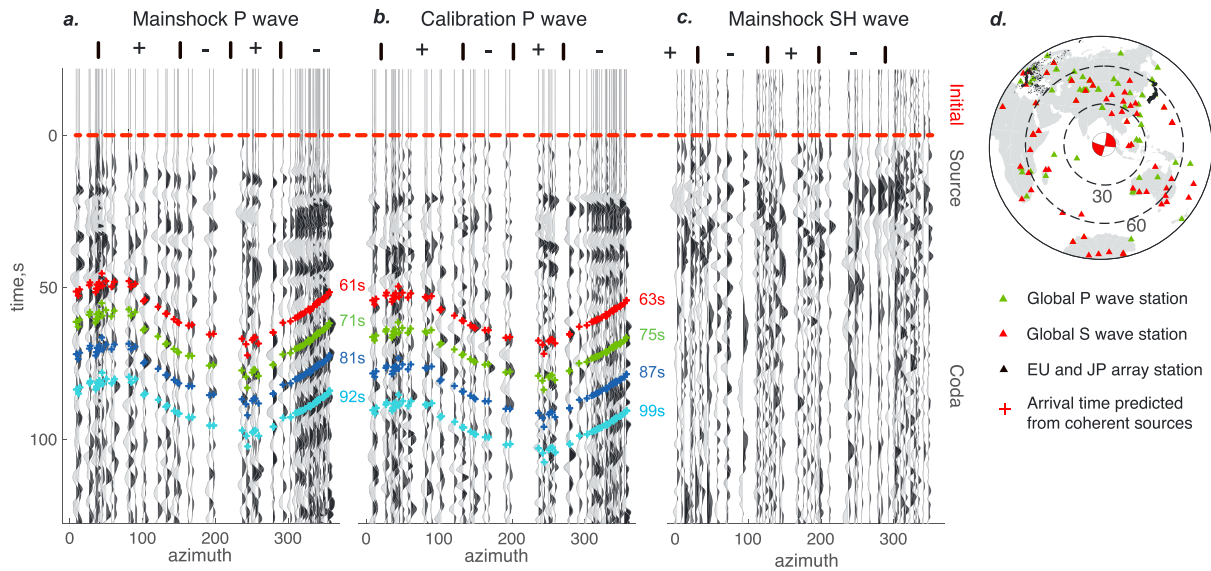 a. Mainshock P wave
b. Calibration P wave
c. Mainshock SH wave
d.
+ - + -
+ - + -
+ - + -
Initial
Source
Coda
time,s
0
50
100
61s
71s
81s
92s
63s
75s
87s
99s
0 100 200 300
azimuth
0 100 200 300
azimuth
0 100 200 300
azimuth
30
60
Global P wave station
Global S wave station
EU and JP array station
Arrival time predicted
from coherent sources